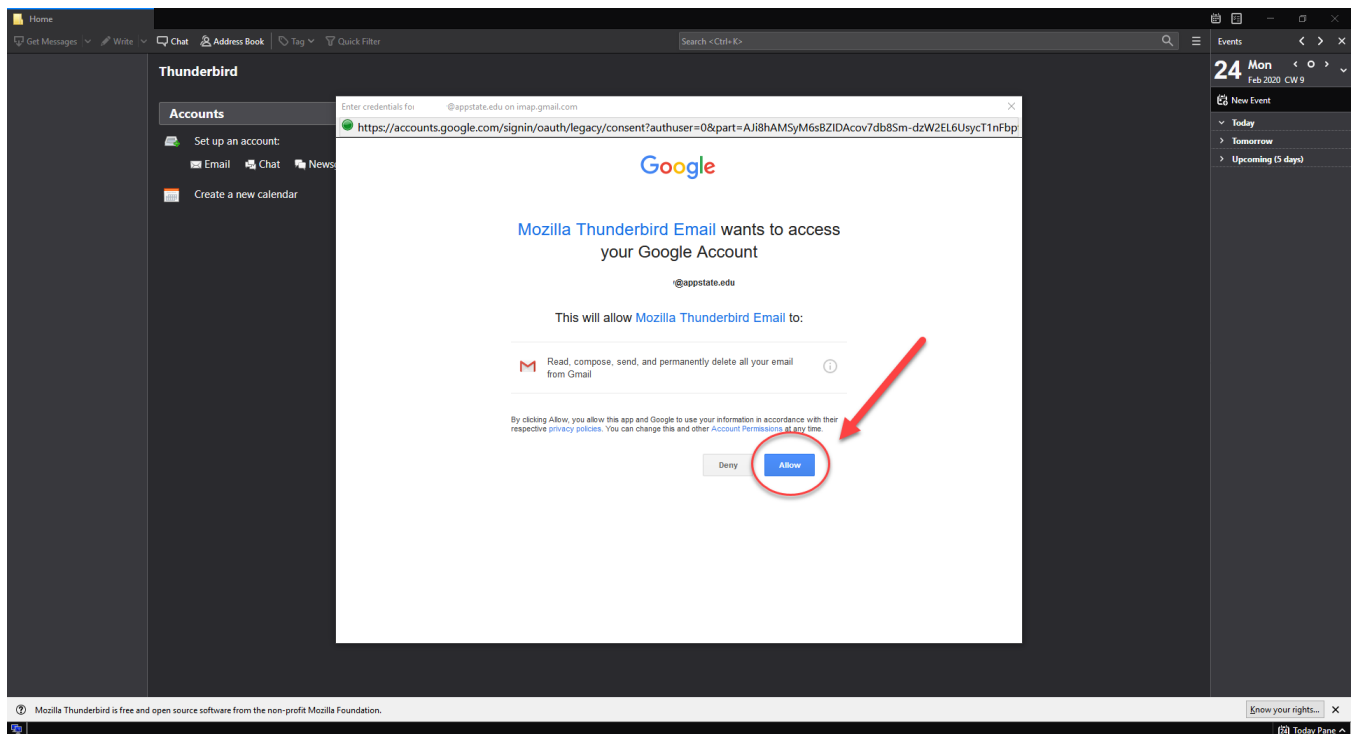 Home
Get Messages Write Chat Address Book Tag Quick Filter Search <Ctrl+K> Events
Thunderbird
24 Mon
Feb 2020 CW 9
New Event
Today
Tomorrow
Upcoming (5 days)
Accounts
Set up an account:
Email Chat
Create a new calendar
Enter credentials for @appstate.edu on imap.gmail.com
https://accounts.google.com/signin/oauth/legacy/consent?authuser=0&part=AJi8hAMSyM6sBZIDAcov7db8Sm-dzW2EL6UsycT1nFbp
Google
Mozilla Thunderbird Email wants to access
your Google Account
@appstate.edu
This will allow Mozilla Thunderbird Email to:
Read, compose, send, and permanently delete all your email
from Gmail
By clicking Allow, you allow this app and Google to use your information in accordance with their
respective privacy policies. You can change this and other Account Permissions at any time.
Deny Allow
Mozilla Thunderbird is free and open source software from the non-profit Mozilla Foundation. Know your rights...
24 Today Pane